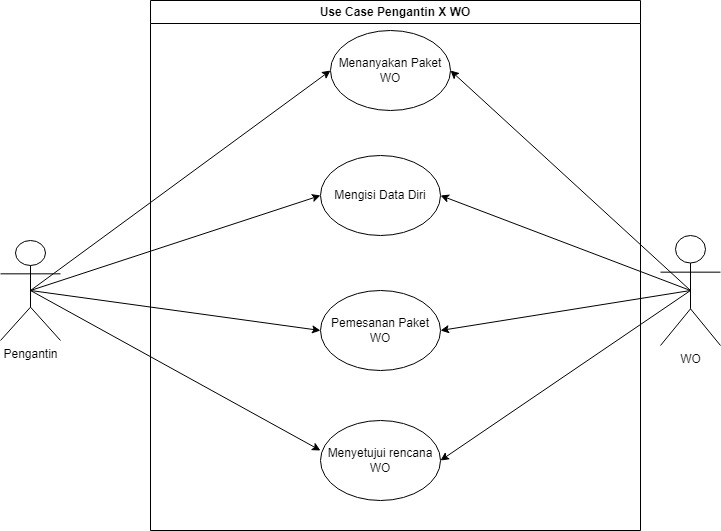 Use Case Pengantin X WO
Menanyakan Paket
WO
Mengisi Data Diri
Pemesanan Paket
WO
Pengantin
WO
Menyetujui rencana
WO